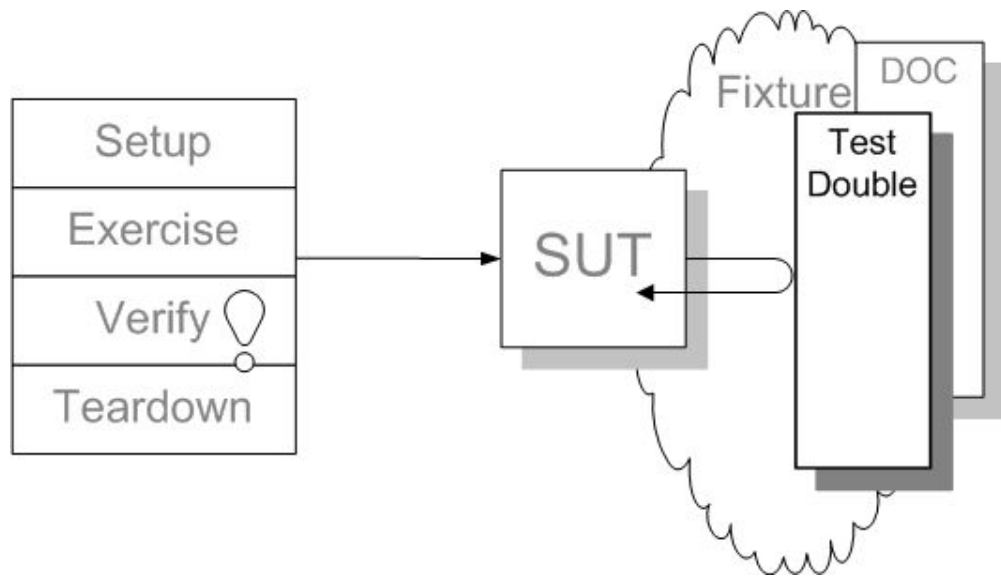 Setup
Exercise
Verify
Teardown
SUT
Fixture
DOC
Test
Double